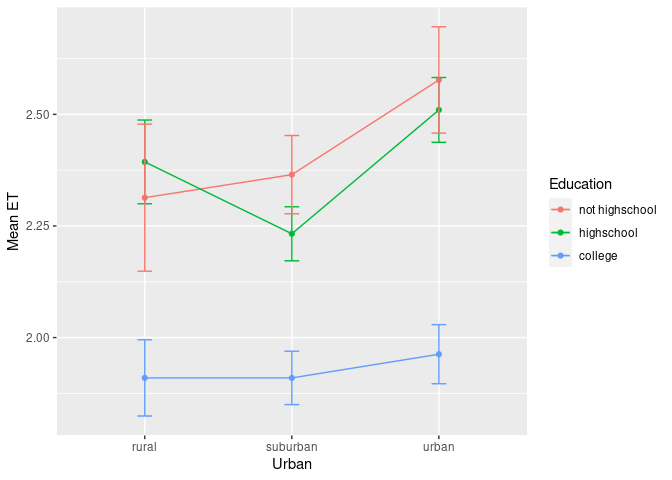 Mean ET
2.50
2.25
2.00
rural
suburban
urban
Urban
Education
not highschool
highschool
college